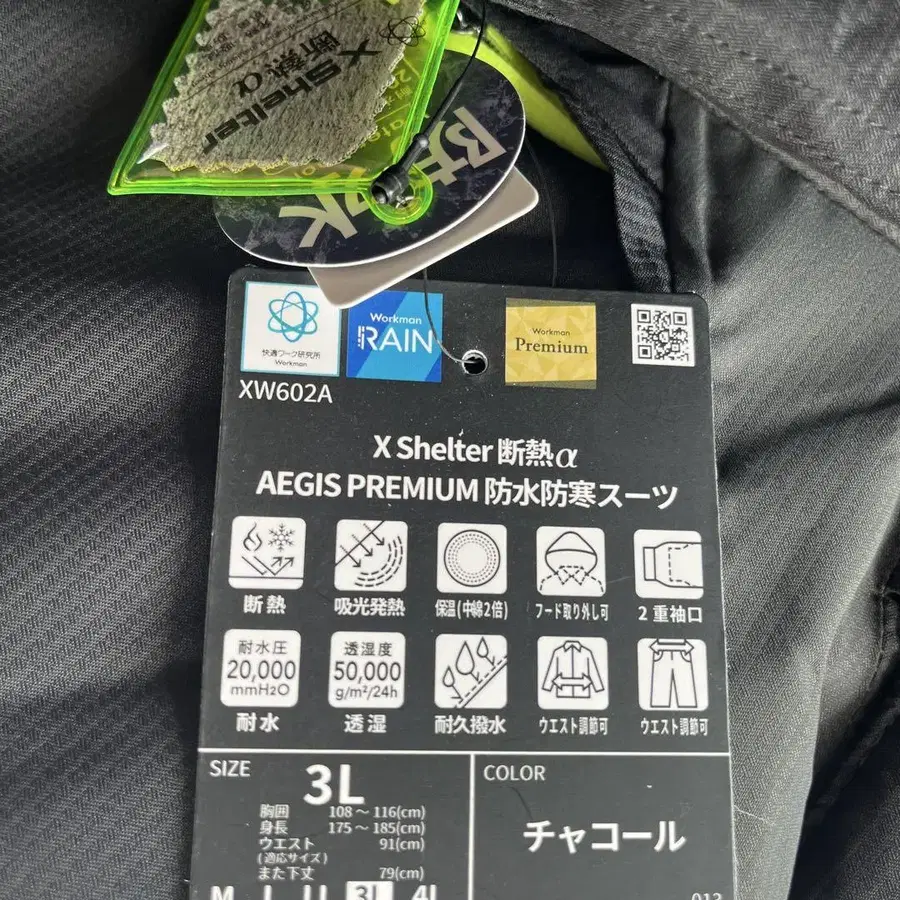 X Shelter
断熱α
防水
快適ワーク研究所
Workman
Workman
RAIN
Workman
Premium
XW602A
X Shelter 断熱α
AEGIS PREMIUM 防水防寒スーツ
断熱
吸光発熱
保温(中綿2倍)
フード取り外し可
2重袖口
耐水圧
20,000
mmH2O
透湿度
50,000
g/m²/24h
耐水
透湿
耐久撥水
ウエスト調節可
ウエスト調節可
SIZE
3L
胸囲 108~116(cm)
身長 175~185(cm)
ウエスト 91(cm)
(適応サイズ)
また下丈 79(cm)
M L LL 3L 4L
COLOR
チャコール
013